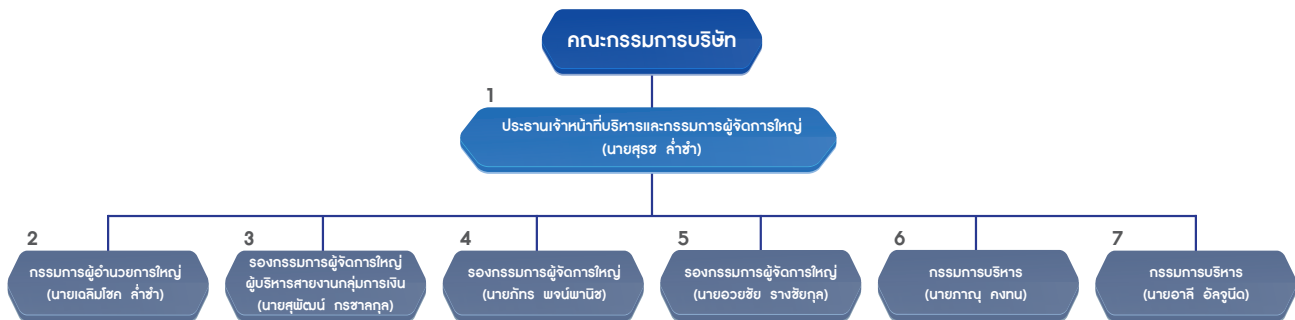 คณะกรรมการบริษัท
1
ประธานเจ้าหน้าที่บริหารและกรรมการผู้จัดการใหญ่
(นายสุรช ล่ำซำ)
2
กรรมการผู้อำนวยการใหญ่
(นายเฉลิมโชค ล่ำซำ)
3
รองกรรมการผู้จัดการใหญ่
ผู้บริหารสายงานกลุ่มการเงิน
(นายสุพัฒน์ กรชาลกุล)
4
รองกรรมการผู้จัดการใหญ่
(นายภัทร พจน์พานิช)
5
รองกรรมการผู้จัดการใหญ่
(นายอวยชัย รางชัยกุล)
6
กรรมการบริหาร
(นายภาณุ คงทน)
7
กรรมการบริหาร
(นายอาลี อัลจูนีด)